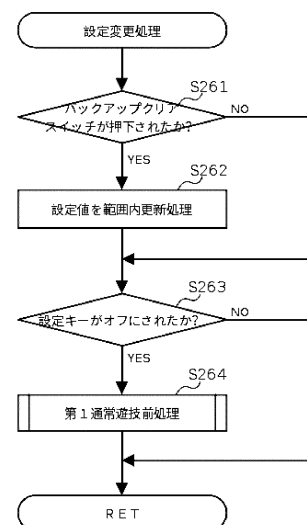 設定変更処理
S261
バックアップクリア
スイッチが押下されたか?
NO
YES
S262
設定値を範囲内更新処理
S263
設定キーがオフにされたか?
NO
YES
S264
第1通常遊技前処理
RET